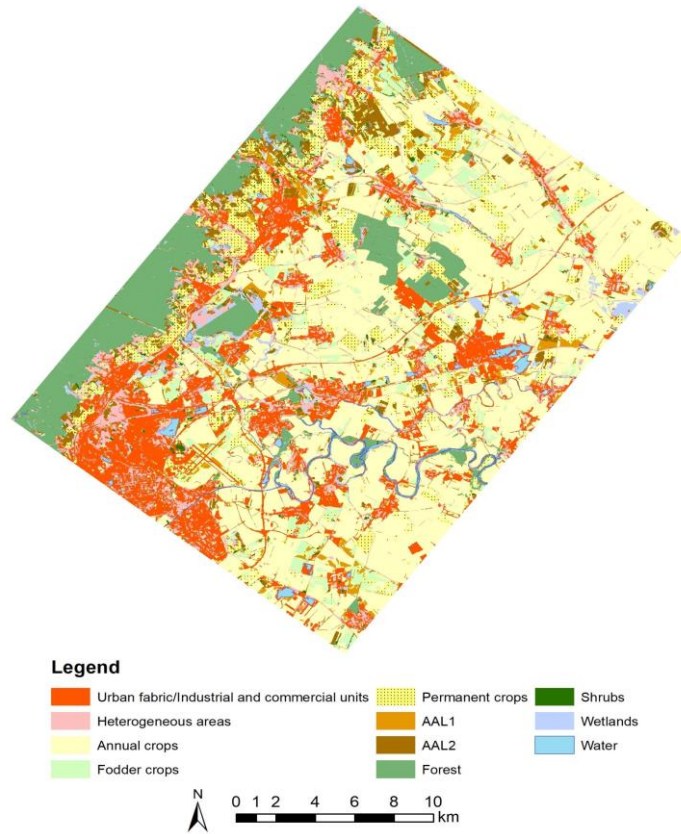 Legend
Urban fabric/Industrial and commercial units Permanent crops Shrubs
Heterogeneous areas AAL1 Wetlands
Annual crops AAL2 Water
Fodder crops Forest
N
0 1 2 4 6 8 10
km